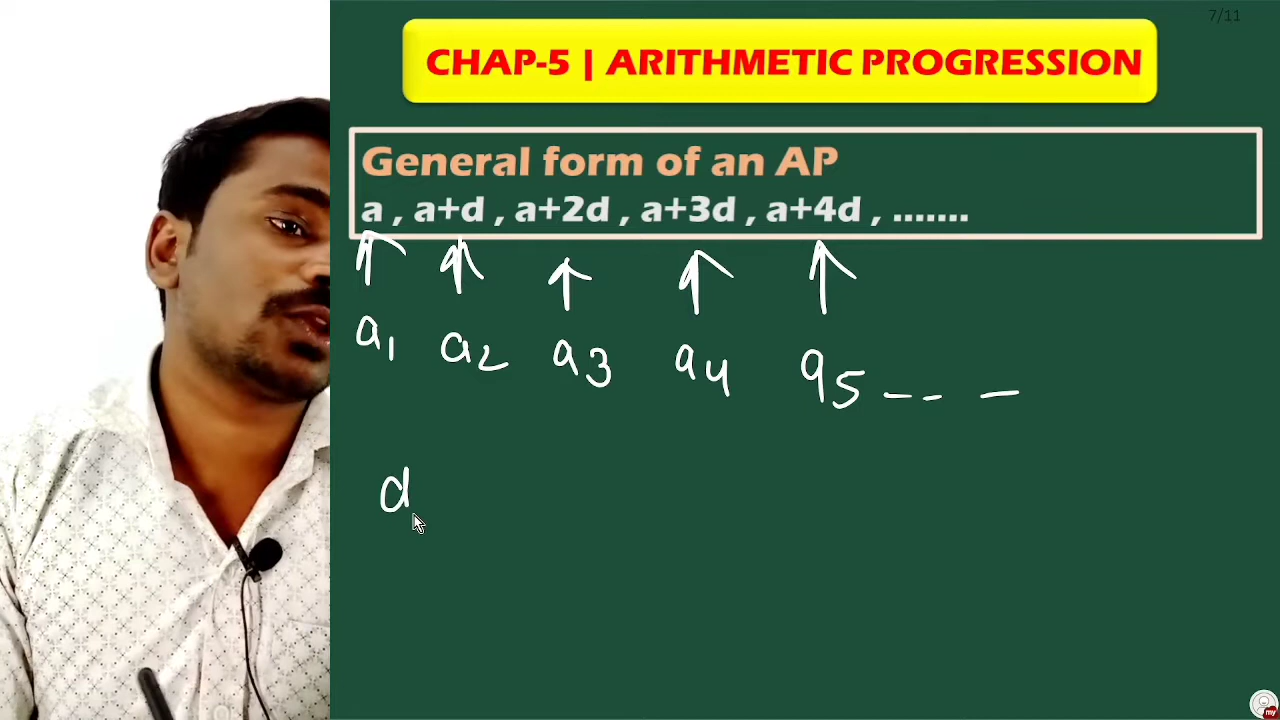 7/11
CHAP-5 | ARITHMETIC PROGRESSION
General form of an AP
a , a+d , a+2d , a+3d , a+4d , .......
a1 a2 a3 a4 a5 -- -
d
my